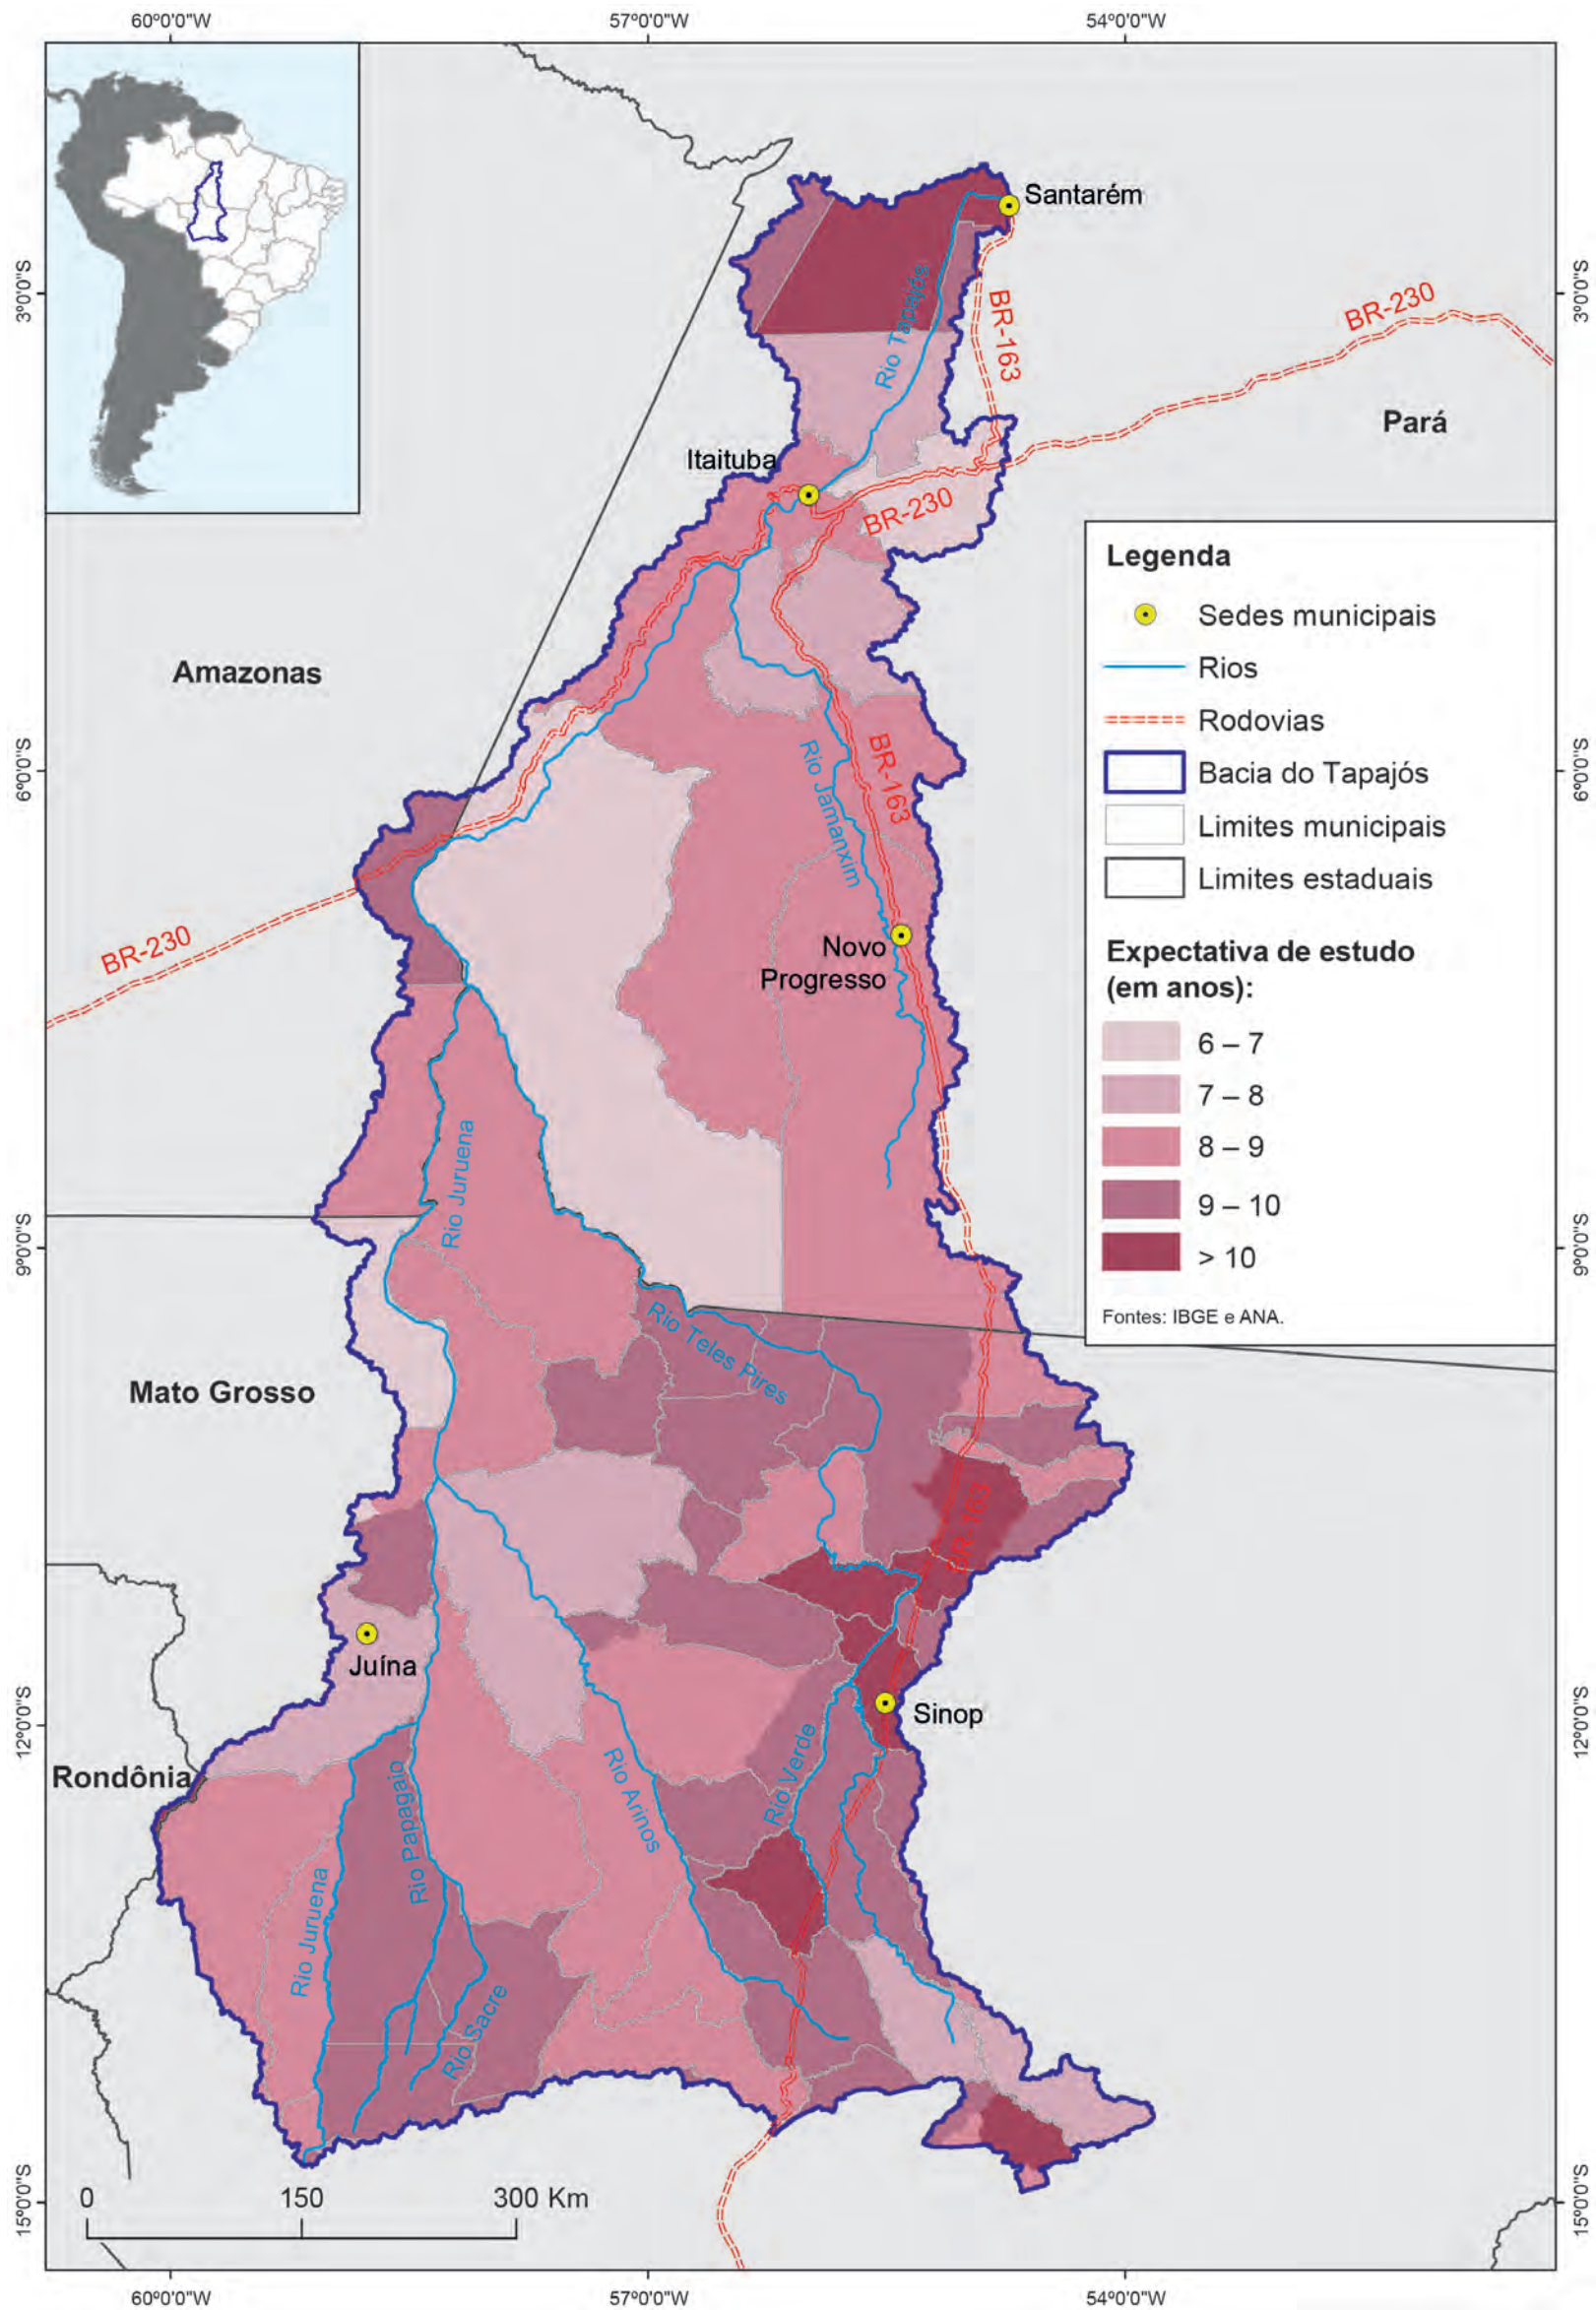 60°0'0"W
57°0'0"W
54°0'0"W
Santarém
3°0'0"S
3°0'0"S
Rio Tapajós
BR-163
BR-230
Pará
Itaituba
BR-230
Legenda
Sedes municipais
Rios
Rodovias
Bacia do Tapajós
Limites municipais
Limites estaduais
Expectativa de estudo
(em anos):
6 – 7
7 – 8
8 – 9
9 – 10
> 10
Fontes: IBGE e ANA.
Amazonas
6°0'0"S
6°0'0"S
Rio Jamanxim
BR-163
BR-230
Novo
Progresso
Rio Juruena
9°0'0"S
9°0'0"S
Rio Teles Pires
Mato Grosso
BR-163
Juína
Sinop
12°0'0"S
12°0'0"S
Rondônia
Rio Papagaio
Rio Arinos
Rio Verde
Rio Juruena
Rio Sacre
0
150
300 Km
15°0'0"S
15°0'0"S
60°0'0"W
57°0'0"W
54°0'0"W